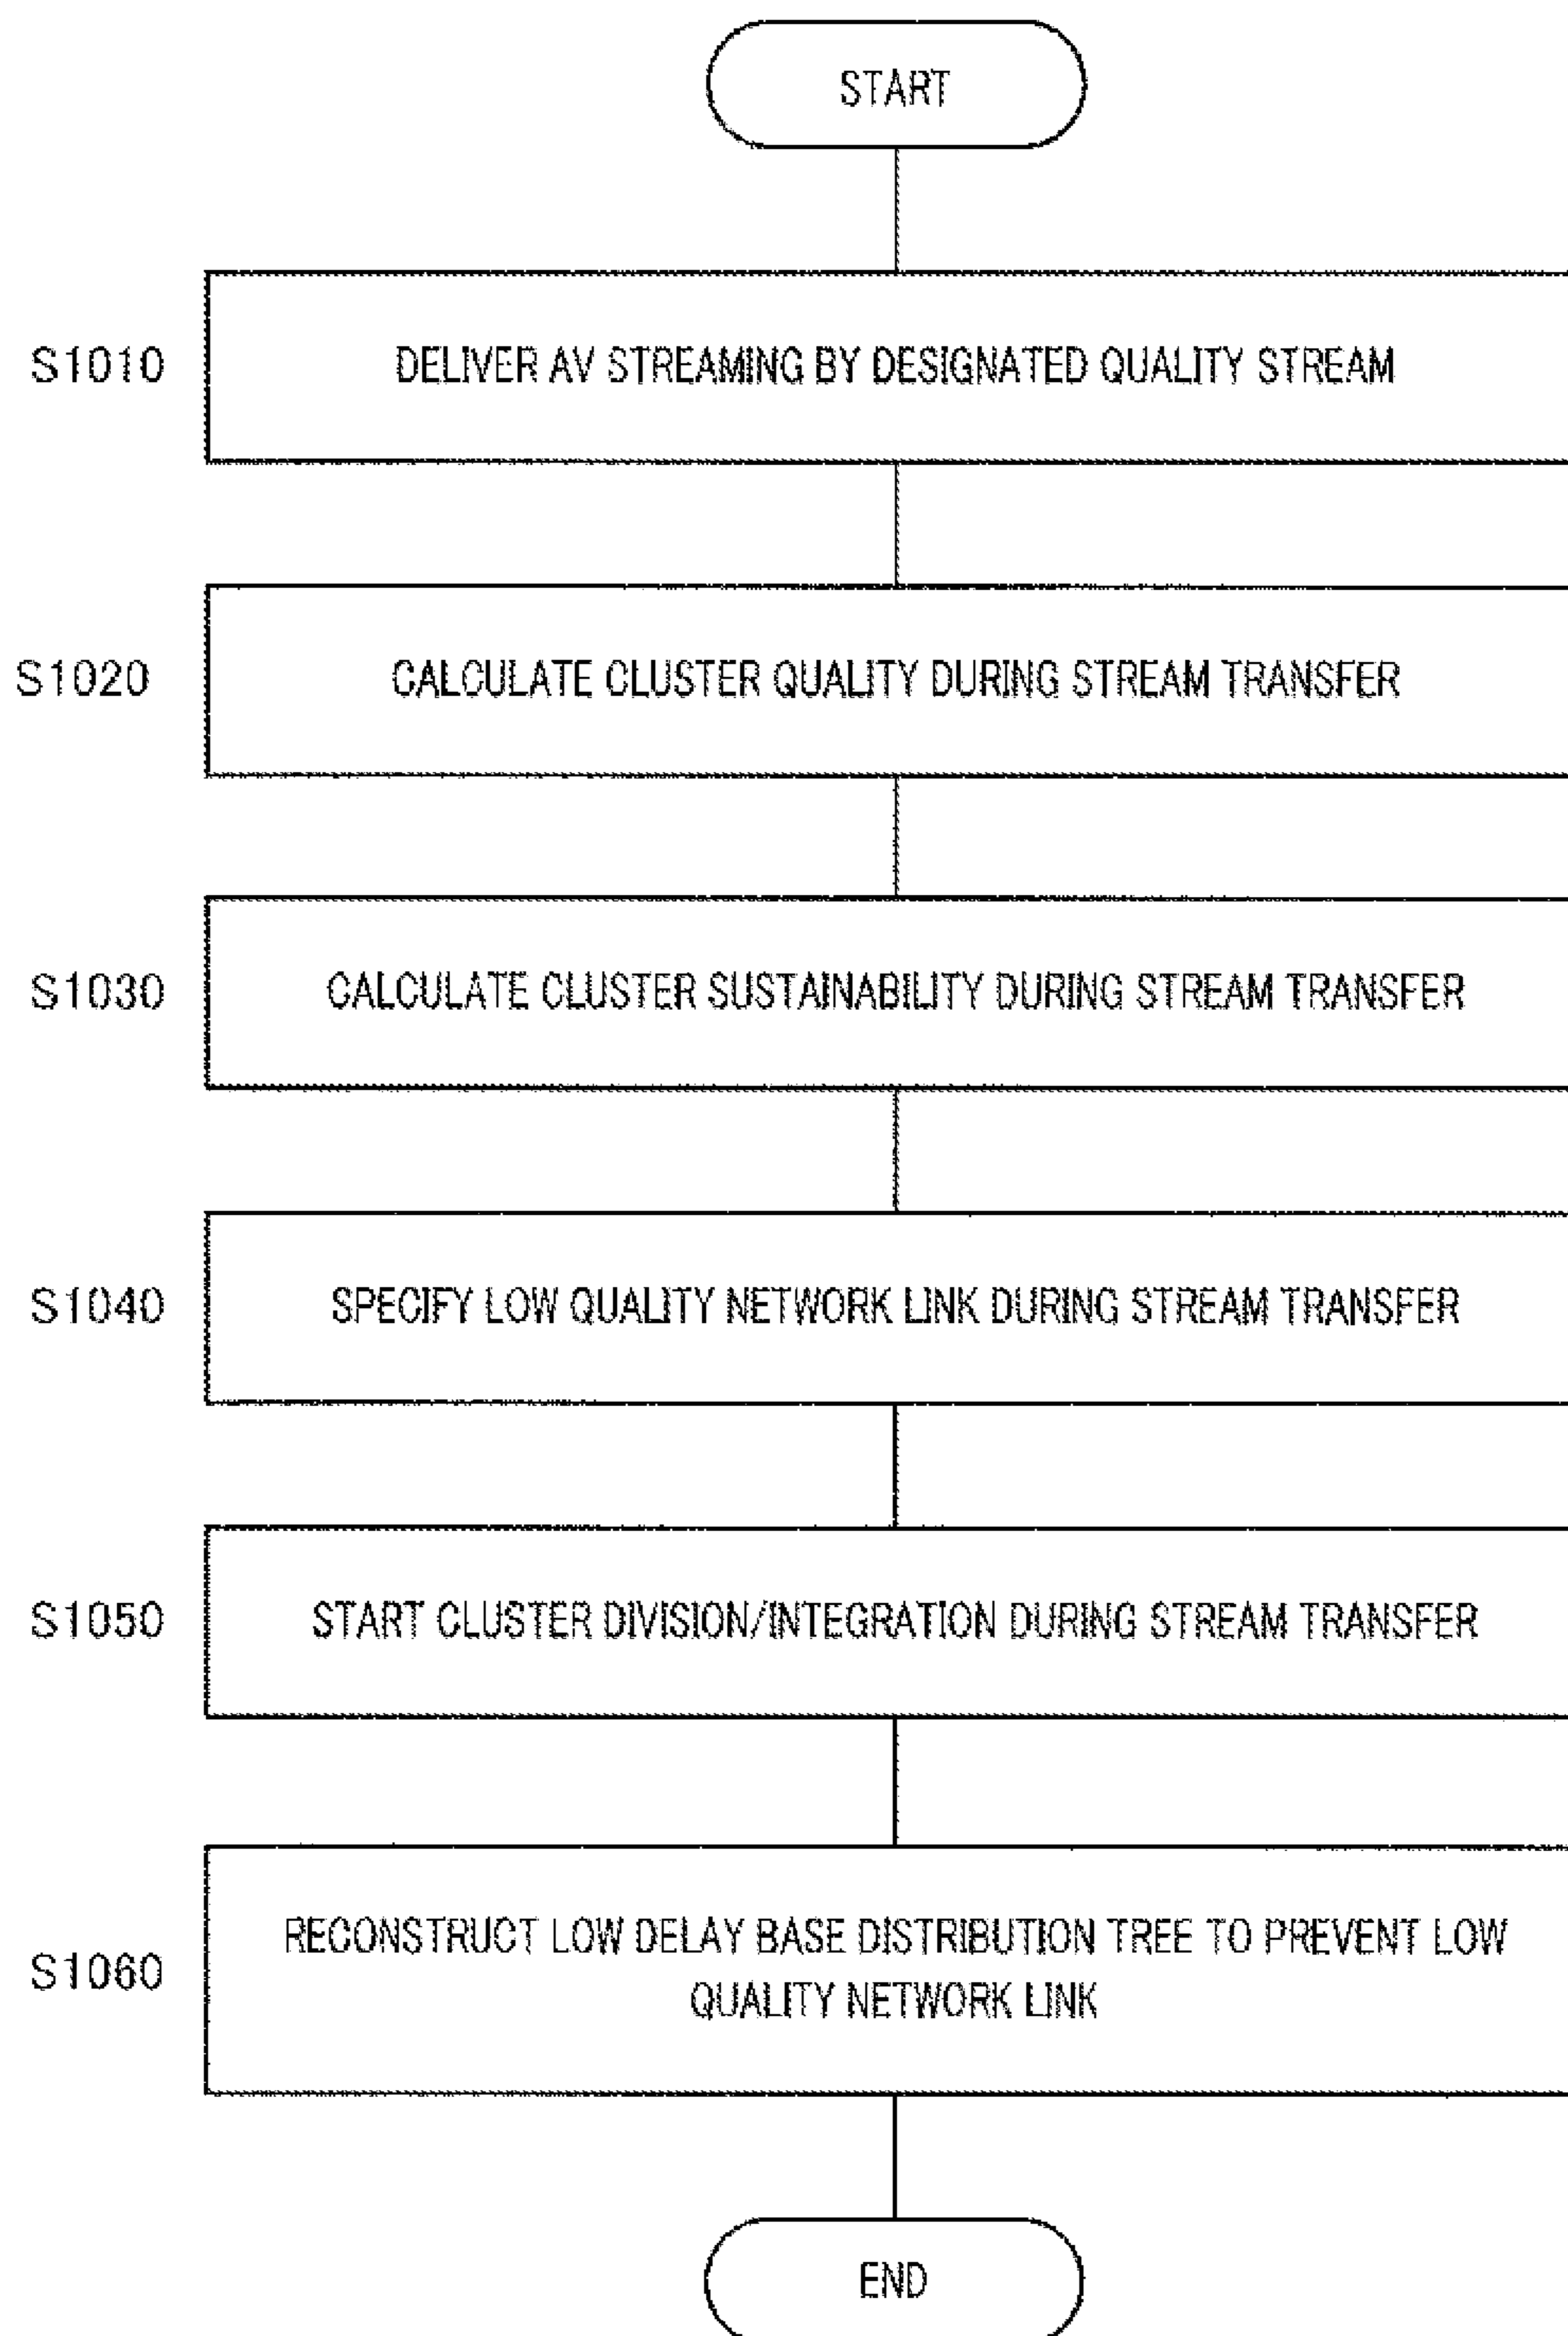 START
S1010
DELIVER AV STREAMING BY DESIGNATED QUALITY STREAM
S1020
CALCULATE CLUSTER QUALITY DURING STREAM TRANSFER
S1030
CALCULATE CLUSTER SUSTAINABILITY DURING STREAM TRANSFER
S1040
SPECIFY LOW QUALITY NETWORK LINK DURING STREAM TRANSFER
S1050
START CLUSTER DIVISION/INTEGRATION DURING STREAM TRANSFER
S1060
RECONSTRUCT LOW DELAY BASE DISTRIBUTION TREE TO PREVENT LOW
QUALITY NETWORK LINK
END